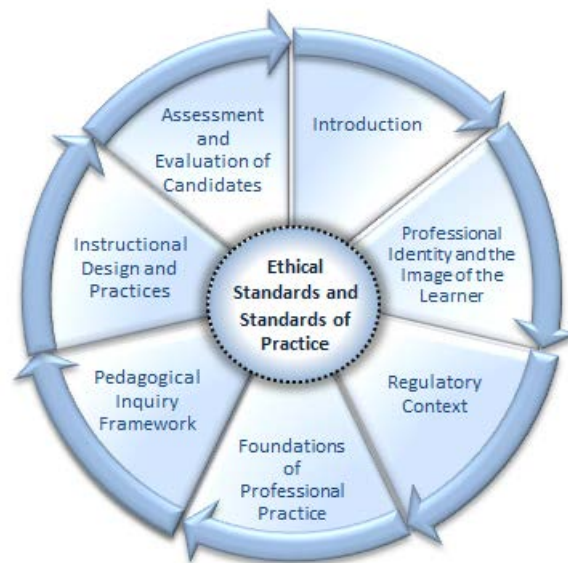 Introduction
Professional
Identity and the
Image of the
Learner
Regulatory
Context
Foundations
of
Professional
Practice
Pedagogical
Inquiry
Framework
Instructional
Design and
Practices
Assessment
and
Evaluation of
Candidates
Ethical
Standards and
Standards of
Practice